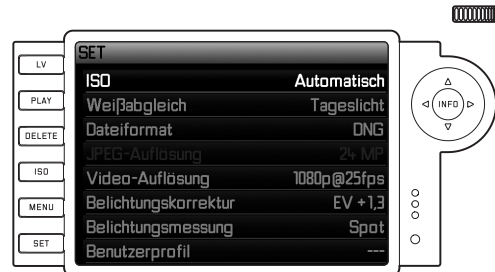 SET
ISO Automatisch
Weißabgleich Tageslicht
Dateiformat DNG
JPEG-Auflösung 24 MP
Video-Auflösung 1080p@25fps
Belichtungskorrektur EV +1,3
Belichtungsmessung Spot
Benutzerprofil ---
LV
PLAY
DELETE
ISO
MENU
SET
INFO